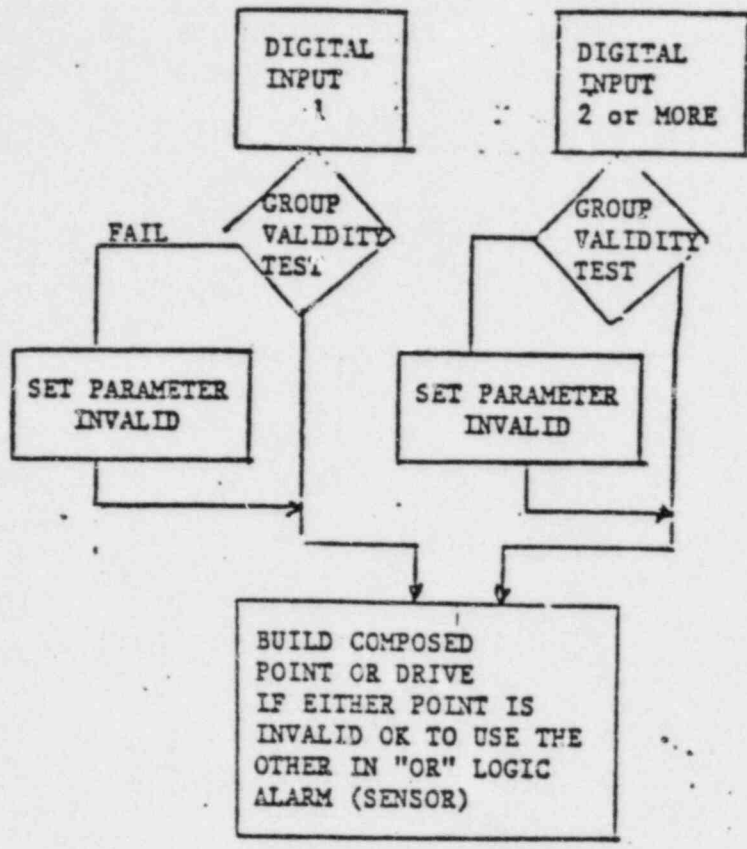 DIGITAL
INPUT
1
DIGITAL
INPUT
2 or MORE
GROUP
VALIDITY
TEST
FAIL
GROUP
VALIDITY
TEST
SET PARAMETER
INVALID
SET PARAMETER
INVALID
BUILD COMPOSED
POINT OR DRIVE
IF EITHER POINT IS
INVALID OK TO USE THE
OTHER IN "OR" LOGIC
ALARM (SENSOR)